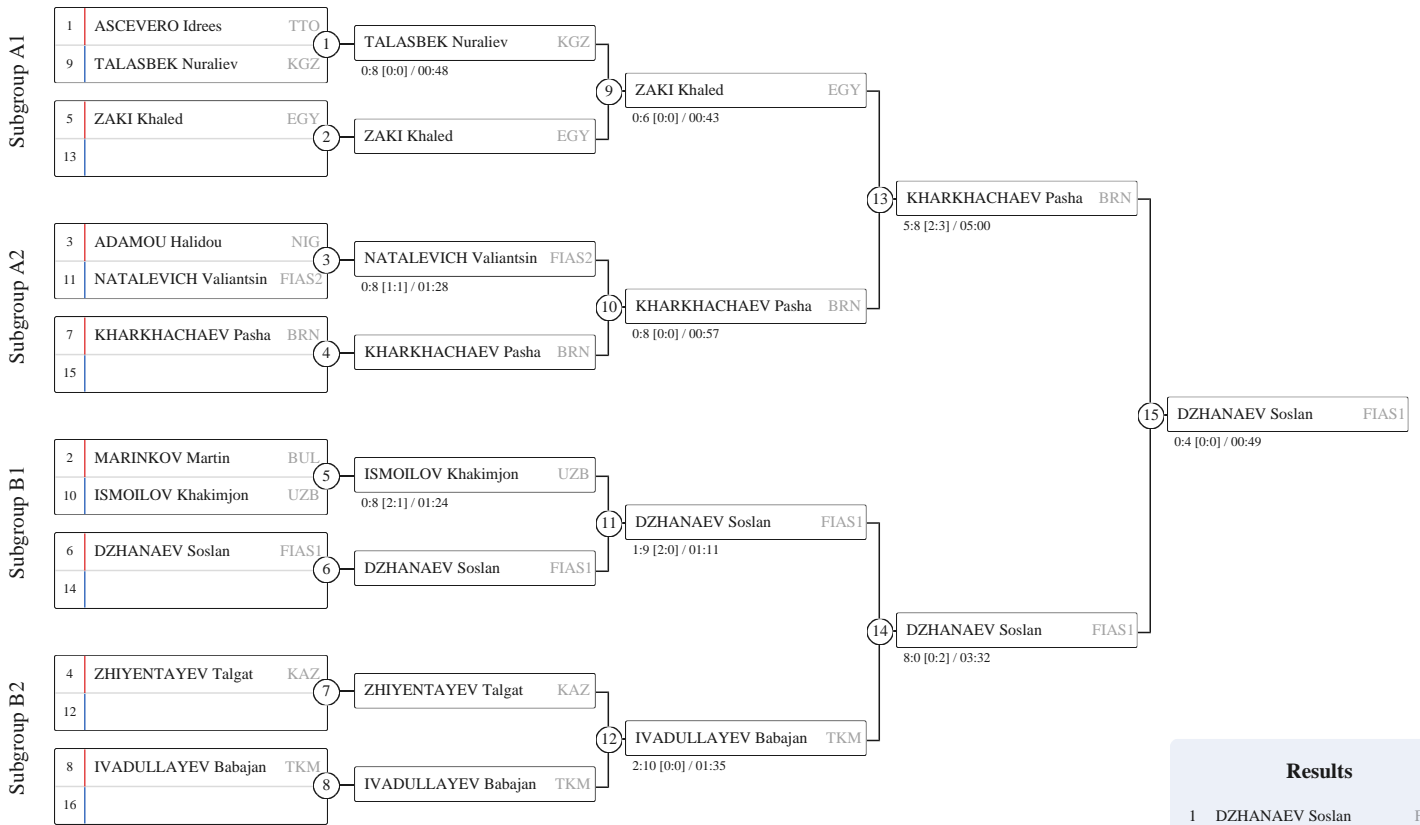 Subgroup A1
1 ASCEVERO Idrees TTO
9 TALASBEK Nuraliev KGZ
1
TALASBEK Nuraliev KGZ
0:8 [0:0] / 00:48
5 ZAKI Khaled EGY
13
2
ZAKI Khaled EGY
9
ZAKI Khaled EGY
0:6 [0:0] / 00:43
Subgroup A2
3 ADAMOU Halidou NIG
11 NATALEVICH Valiantsin FIAS2
3
NATALEVICH Valiantsin FIAS2
0:8 [1:1] / 01:28
7 KHARKHACHAEV Pasha BRN
15
4
KHARKHACHAEV Pasha BRN
10
KHARKHACHAEV Pasha BRN
0:8 [0:0] / 00:57
13
KHARKHACHAEV Pasha BRN
5:8 [2:3] / 05:00
Subgroup B1
2 MARINKOV Martin BUL
10 ISMOILOV Khakimjon UZB
5
ISMOILOV Khakimjon UZB
0:8 [2:1] / 01:24
6 DZHANAEV Soslan FIAS1
14
6
DZHANAEV Soslan FIAS1
11
DZHANAEV Soslan FIAS1
1:9 [2:0] / 01:11
Subgroup B2
4 ZHIYENTAYEV Talgat KAZ
12
7
ZHIYENTAYEV Talgat KAZ
8 IVADULLAYEV Babajan TKM
16
8
IVADULLAYEV Babajan TKM
12
IVADULLAYEV Babajan TKM
2:10 [0:0] / 01:35
14
DZHANAEV Soslan FIAS1
8:0 [0:2] / 03:32
15
DZHANAEV Soslan FIAS1
0:4 [0:0] / 00:49
Results
1 DZHANAEV Soslan